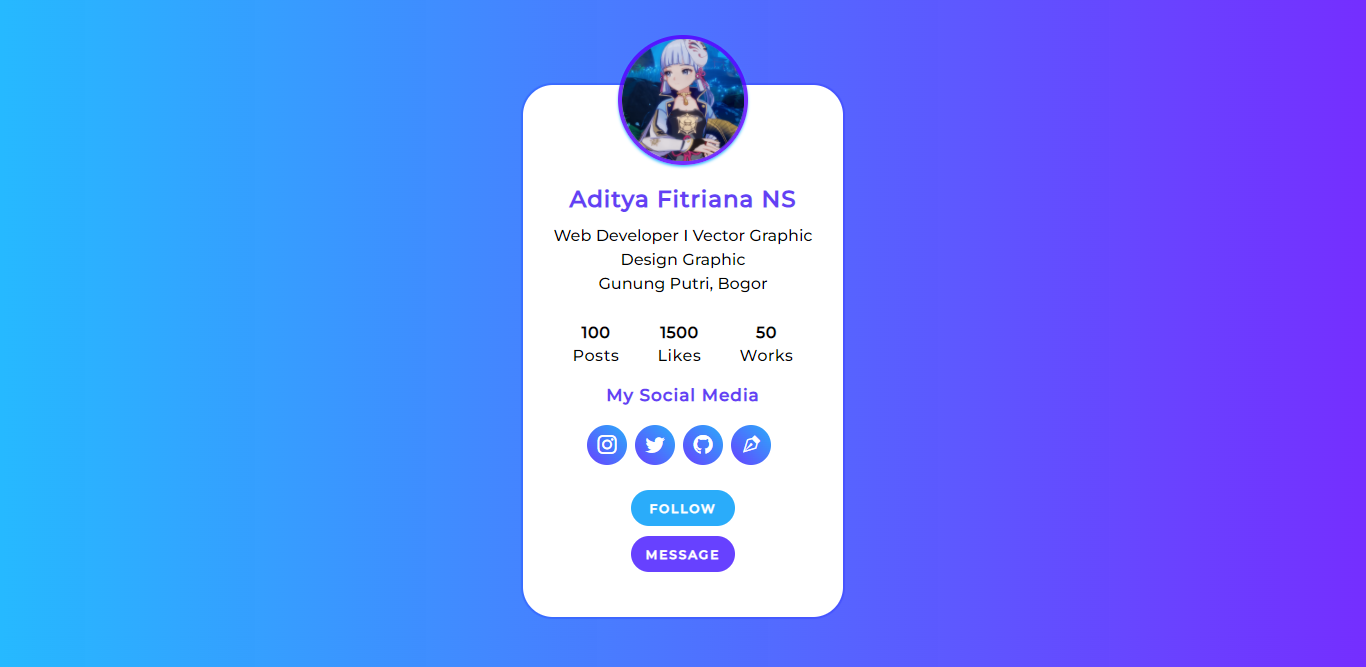 Aditya Fitriana NS
Web Developer I Vector Graphic
Design Graphic
Gunung Putri, Bogor
100 1500 50
Posts Likes Works
My Social Media
FOLLOW
MESSAGE